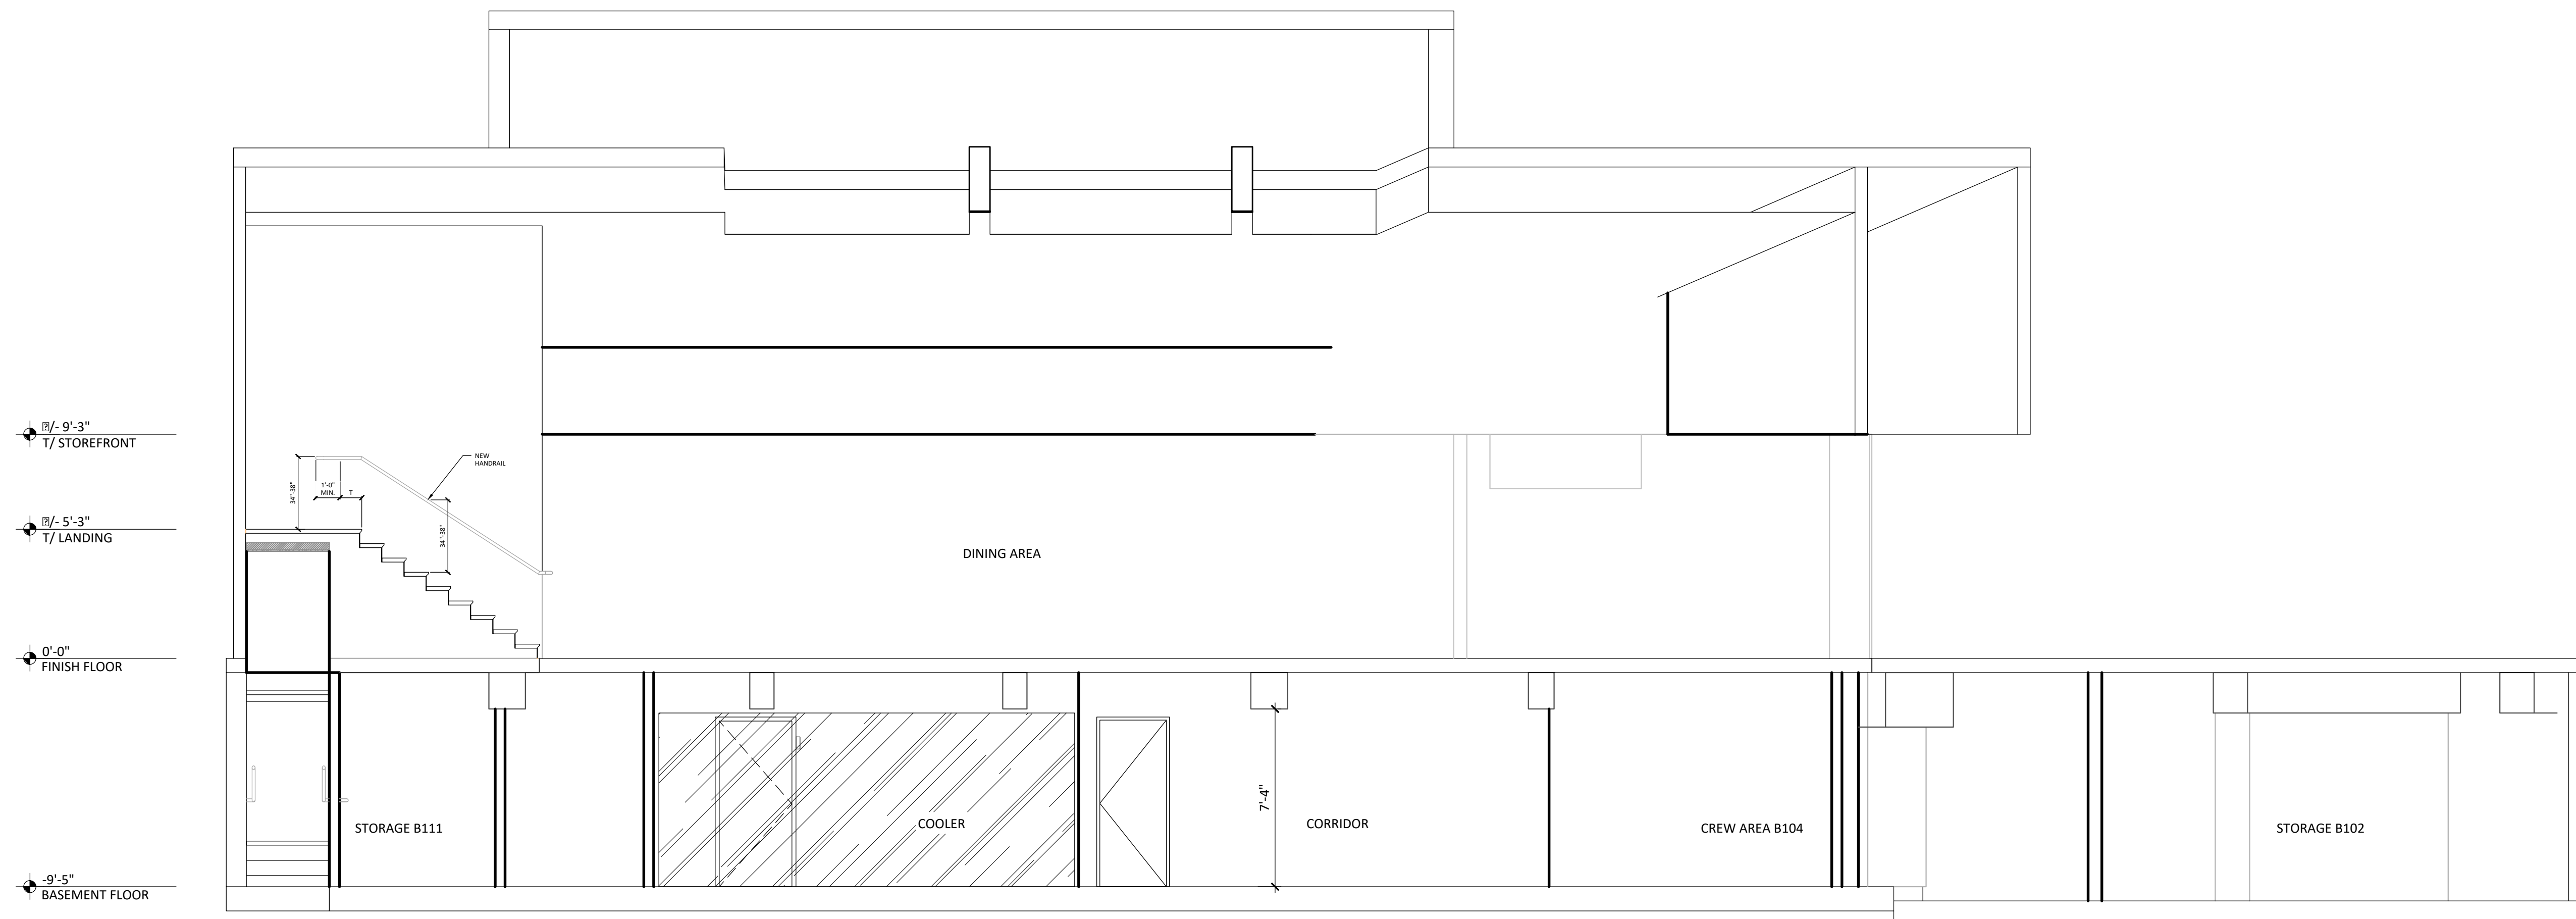 ⍰/- 9'-3"
T/ STOREFRONT
NEW
HANDRAIL
34"-38"
1'-0"
MIN.
T
34"-38"
⍰/- 5'-3"
T/ LANDING
DINING AREA
0'-0"
FINISH FLOOR
7'-4"
STORAGE B111
COOLER
CORRIDOR
CREW AREA B104
STORAGE B102
-9'-5"
BASEMENT FLOOR